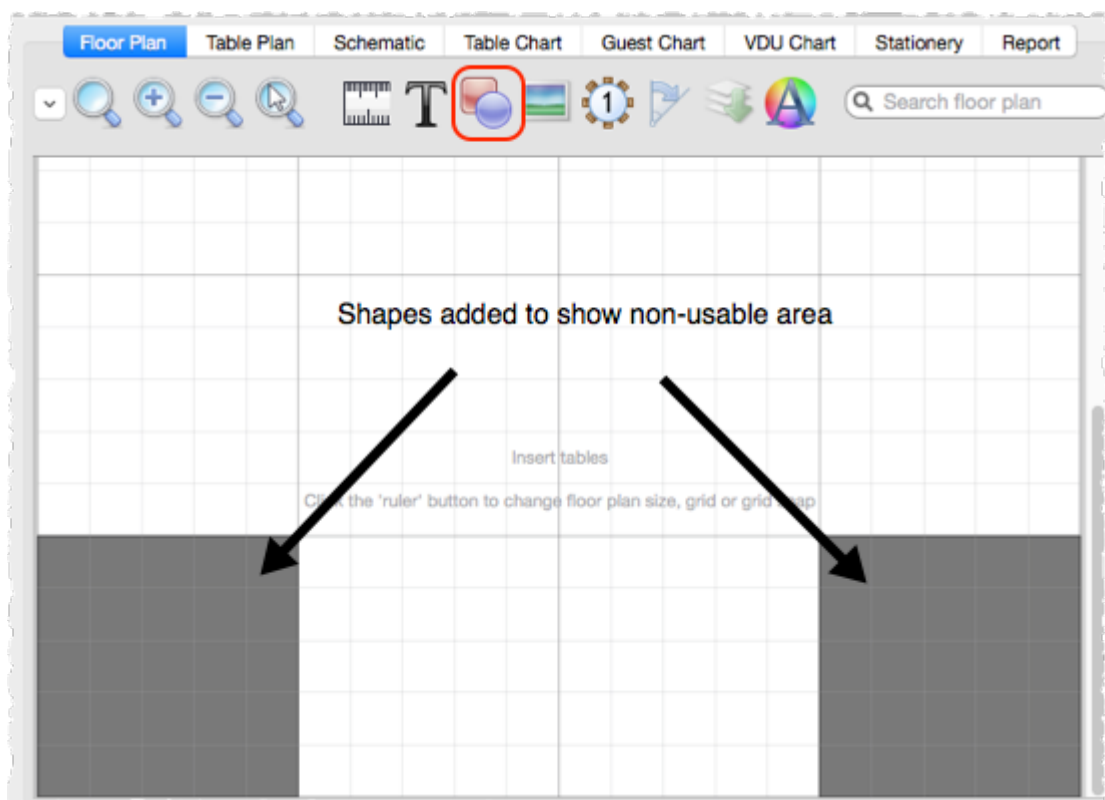 Floor Plan Table Plan Schematic Table Chart Guest Chart VDU Chart Stationery Report
T 1 A Search floor plan
Shapes added to show non-usable area
Insert tables
Click the 'ruler' button to change floor plan size, grid or grid snap